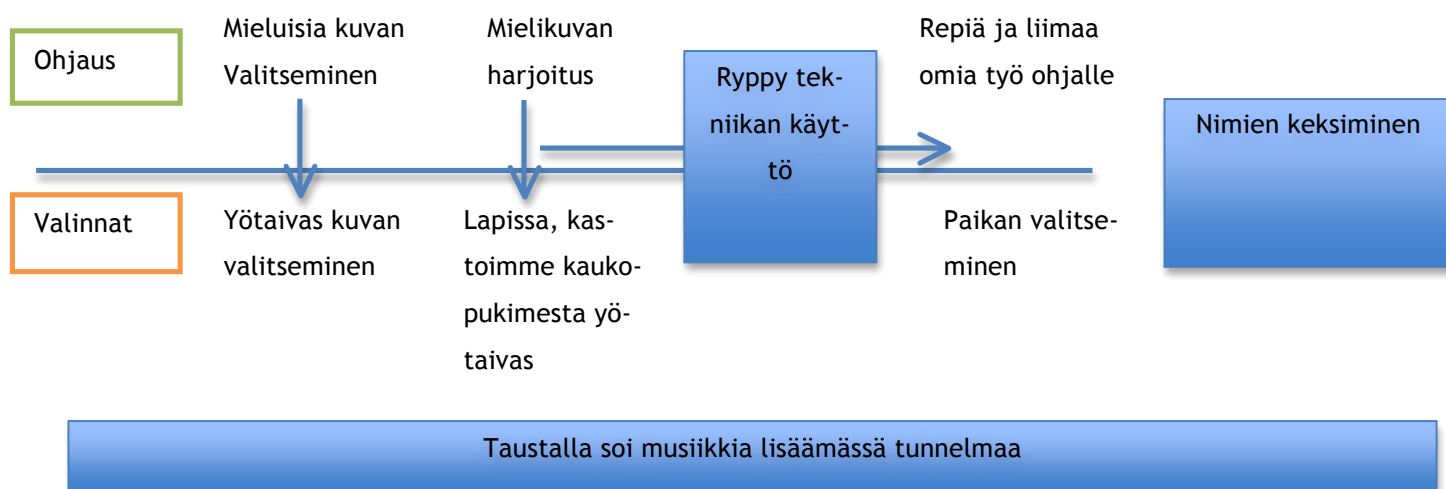 Ohjaus
Mieluisia kuvan
Valitseminen
Mielikuvan
harjoitus
Ryppy tek-
niikan käyt-
tö
Repiä ja liimaa
omia työ ohjalle
Nimien keksiminen
Valinnat
Yötaivas kuvan
valitseminen
Lapissa, kas-
toimme kauko-
pukimesta yö-
taivas
Paikan valitse-
minen
Taustalla soi musiikkia lisäämässä tunnelmaa